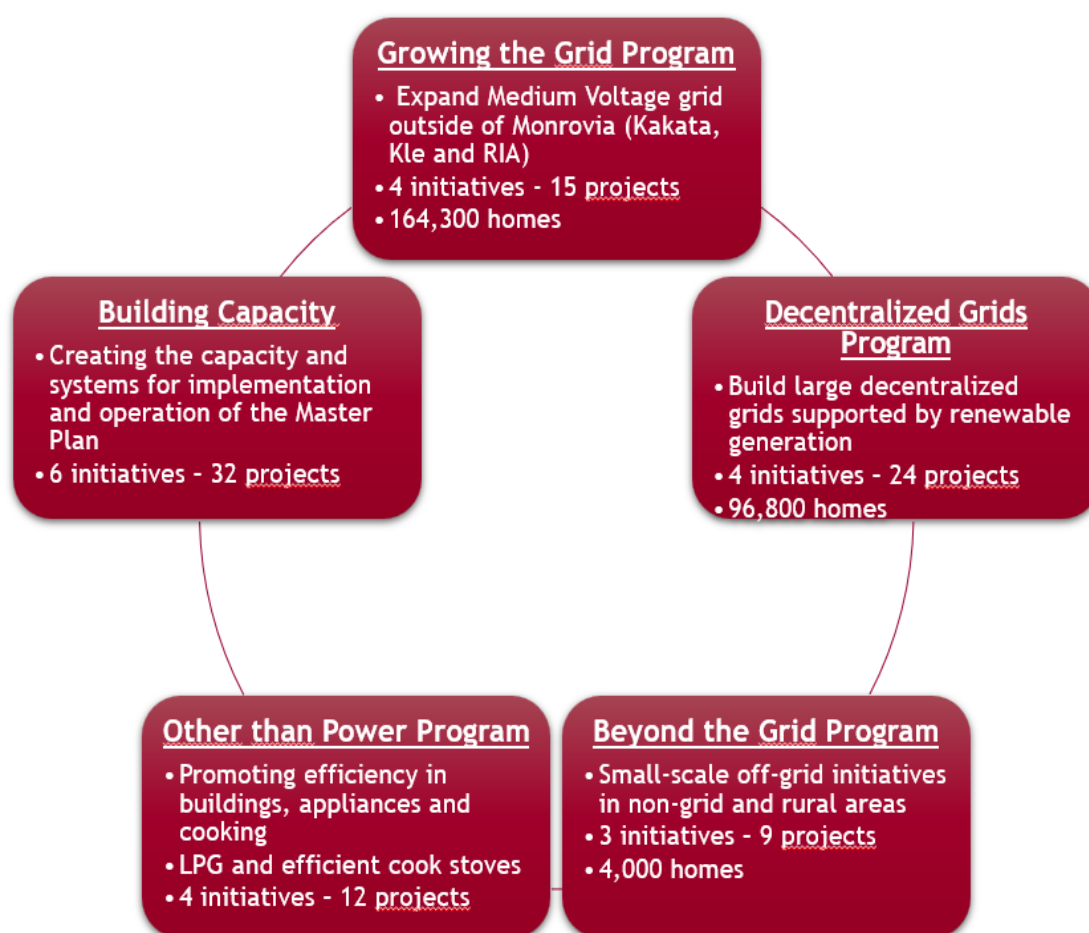 Growing the Grid Program
• Expand Medium Voltage grid
outside of Monrovia (Kakata,
Kle and RIA)
• 4 initiatives - 15 projects
• 164,300 homes
Decentralized Grids
Program
• Build large decentralized
grids supported by renewable
generation
• 4 initiatives – 24 projects
• 96,800 homes
Beyond the Grid Program
• Small-scale off-grid initiatives
in non-grid and rural areas
• 3 initiatives – 9 projects
• 4,000 homes
Other than Power Program
• Promoting efficiency in
buildings, appliances and
cooking
• LPG and efficient cook stoves
• 4 initiatives – 12 projects
Building Capacity
• Creating the capacity and
systems for implementation
and operation of the Master
Plan
• 6 initiatives – 32 projects